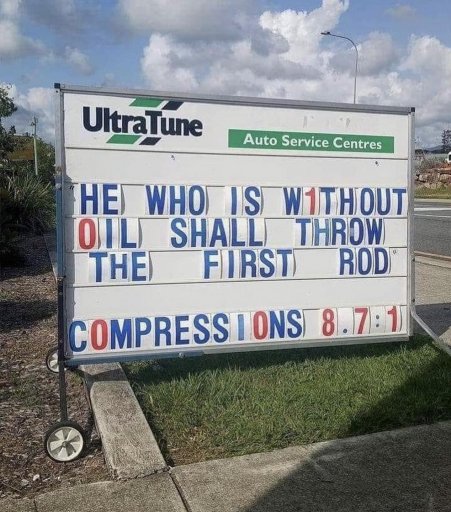 UltraTune
Auto Service Centres
"HE WHO IS W1THOUT
OIL SHALL THROW
THE FIRST ROD"
COMPRESSIONS 8.7:1